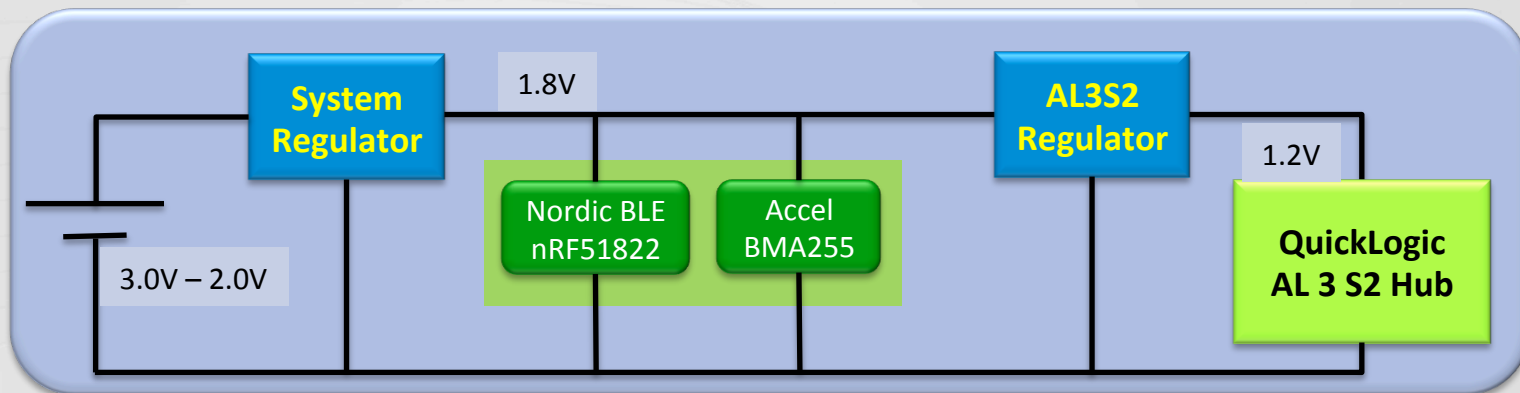 System
Regulator
1.8V
AL3S2
Regulator
1.2V
Nordic BLE
nRF51822
Accel
BMA255
3.0V – 2.0V
QuickLogic
AL 3 S2 Hub